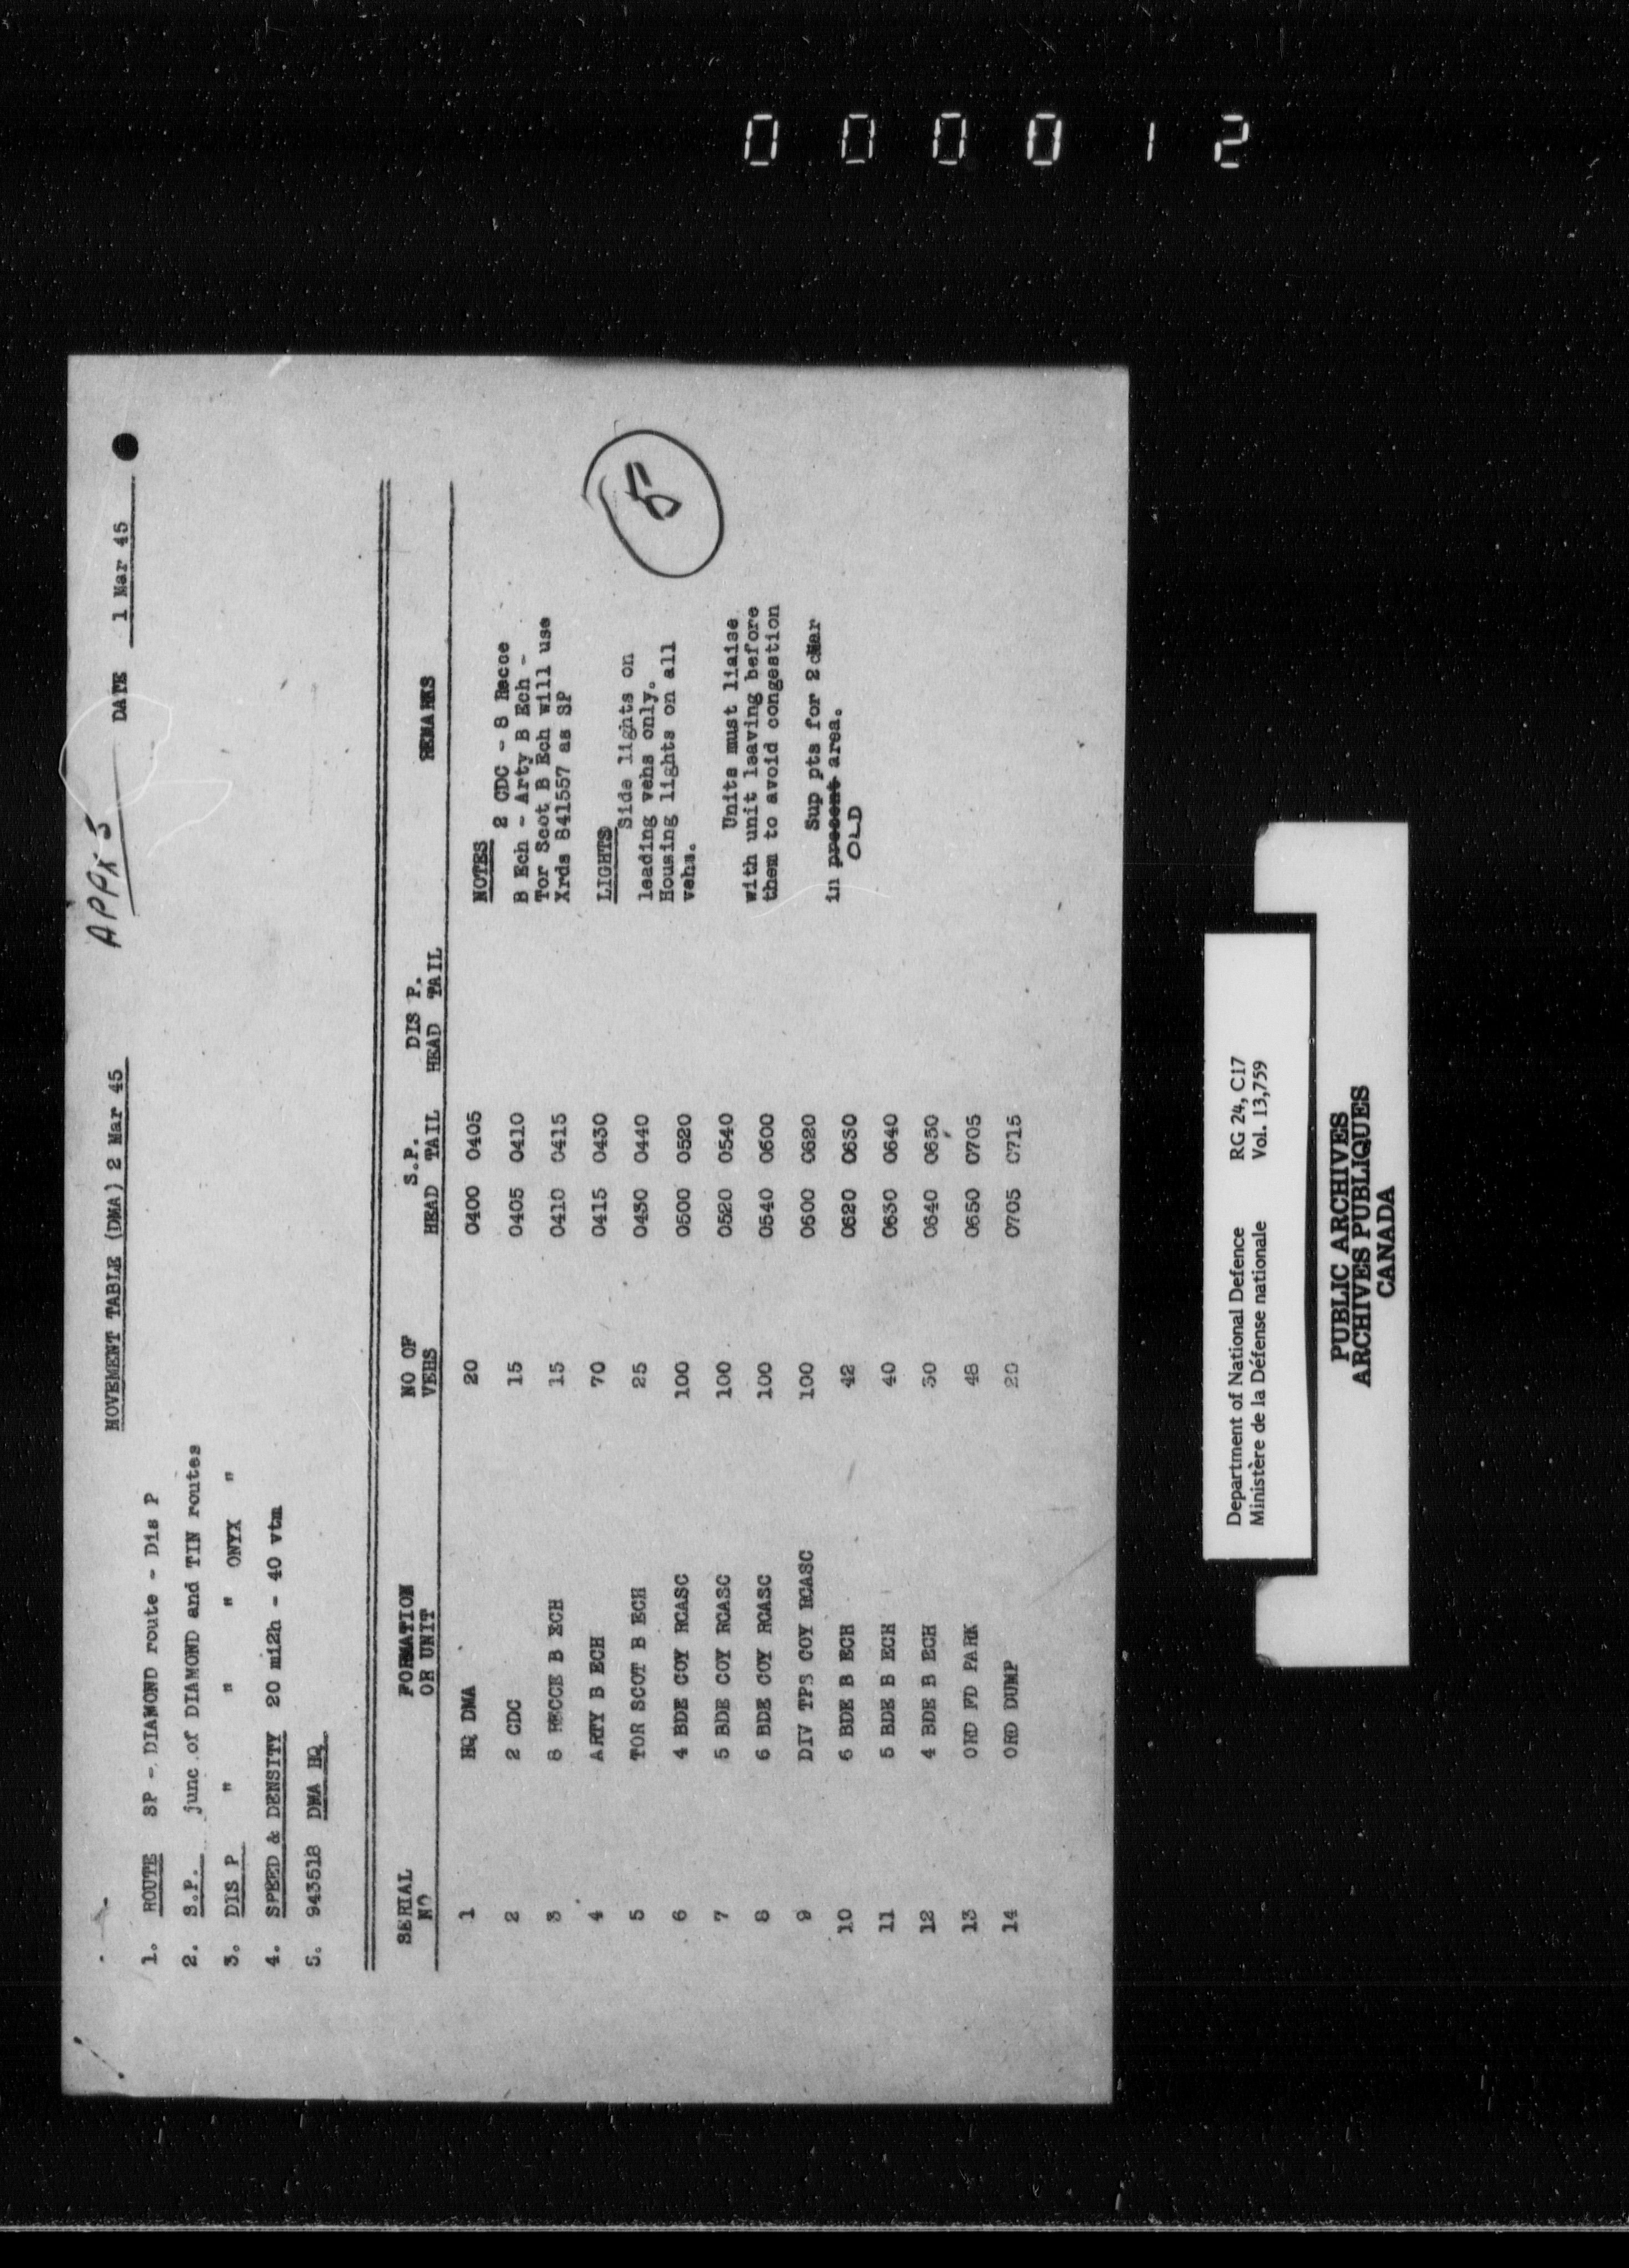 000012
APPX 5
DATE 1 Mar 45
MOVEMENT TABLE (DMA) 2 Mar 45
1. ROUTE SP - DIAMOND route - Dis P
2. S.P. junc of DIAMOND and TIN routes
3. DIS P " " " ONYX "
4. SPEED & DENSITY 20 mi2h - 40 vtm
5. 943518 DMA HQ
SERIAL NO FORMATION OR UNIT NO OF VEHS S.P. HEAD TAIL DIS P. HEAD TAIL REMARKS
1 HQ DMA 20 0400 0405
2 2 CDC 15 0405 0410
3 8 RECCE B ECH 15 0410 0415
4 ARTY B ECH 70 0415 0430
5 TOR SCOT B ECH 25 0430 0440
6 4 BDE COY RCASC 100 0500 0520
7 5 BDE COY RCASC 100 0520 0540
8 6 BDE COY RCASC 100 0540 0600
9 DIV TPS COY RCASC 100 0600 0620
10 6 BDE B ECH 42 0620 0630
11 5 BDE B ECH 40 0630 0640
12 4 BDE B ECH 30 0640 0650
13 ORD FD PARK 48 0650 0705
14 ORD DUMP 20 0705 0715
NOTES
2 CDC - 8 Recce
B Ech - Arty B Ech -
Tor Scot B Ech will use
Xrds 841557 as SP
LIGHTS
Side lights on
leading vehs only.
Housing lights on all
vehs.
Units must liaise
with unit leaving before
them to avoid congestion
Sup pts for 2 Mar
in present area.
OLD
5
Department of National Defence RG 24, C17
Ministère de la Défense nationale Vol. 13,759
PUBLIC ARCHIVES
ARCHIVES PUBLIQUES
CANADA